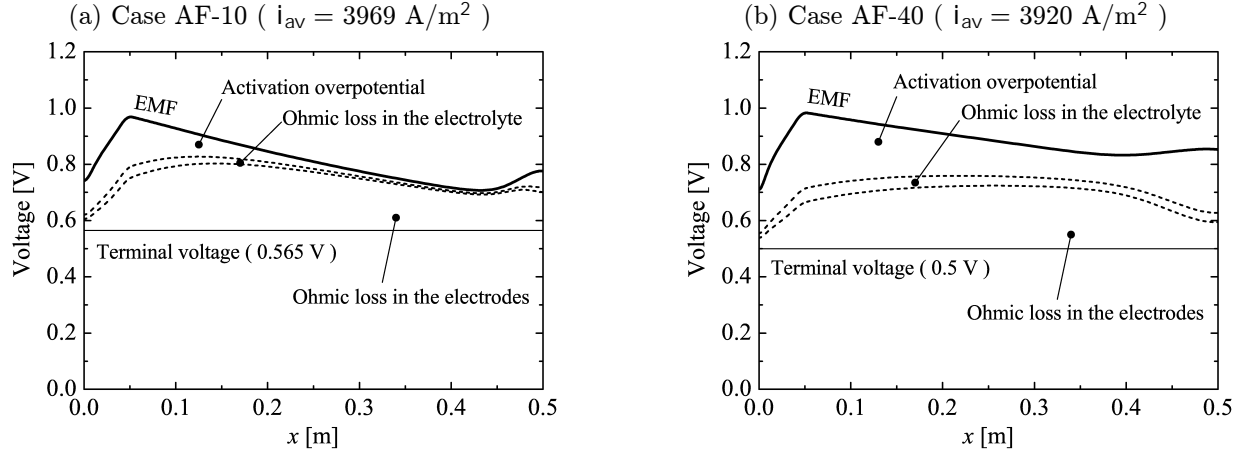 (a) Case AF-10 ( i_av = 3969 A/m² )
Voltage [V]
1.2
1.0
0.8
0.6
0.4
0.2
0.0
EMF
Activation overpotential
Ohmic loss in the electrolyte
Terminal voltage ( 0.565 V )
Ohmic loss in the electrodes
0.0 0.1 0.2 0.3 0.4 0.5
x [m]
(b) Case AF-40 ( i_av = 3920 A/m² )
Voltage [V]
1.2
1.0
0.8
0.6
0.4
0.2
0.0
EMF
Activation overpotential
Ohmic loss in the electrolyte
Terminal voltage ( 0.5 V )
Ohmic loss in the electrodes
0.0 0.1 0.2 0.3 0.4 0.5
x [m]